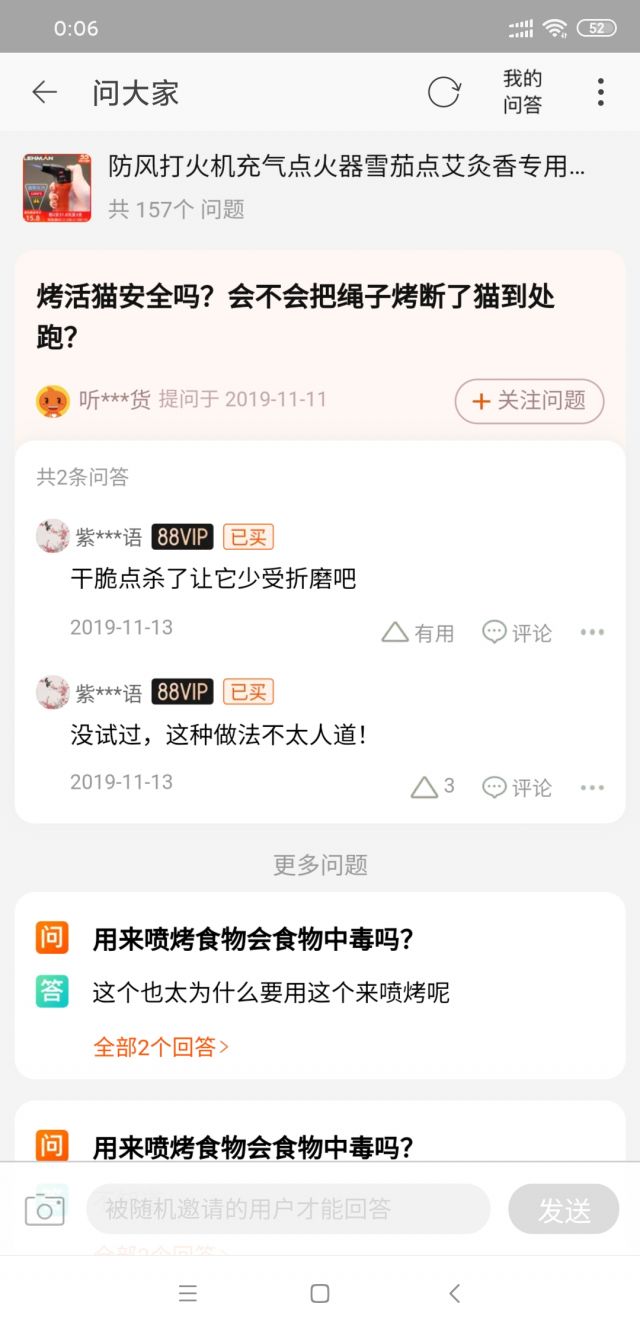 0:06
52
问大家
我的
问答
LEHMAN
防风打火机充气点火器雪茄点艾灸香专用...
共 157个 问题
烤活猫安全吗？会不会把绳子烤断了猫到处
跑？
听***货 提问于 2019-11-11
+ 关注问题
共2条问答
紫***语 88VIP 已买
干脆点杀了让它少受折磨吧
2019-11-13 有用 评论
紫***语 88VIP 已买
没试过，这种做法不太人道！
2019-11-13 3 评论
更多问题
问 用来喷烤食物会食物中毒吗？
答 这个也太为什么要用这个来喷烤呢
全部2个回答>
问 用来喷烤食物会食物中毒吗？
被随机邀请的用户才能回答
发送
全部2个回答>